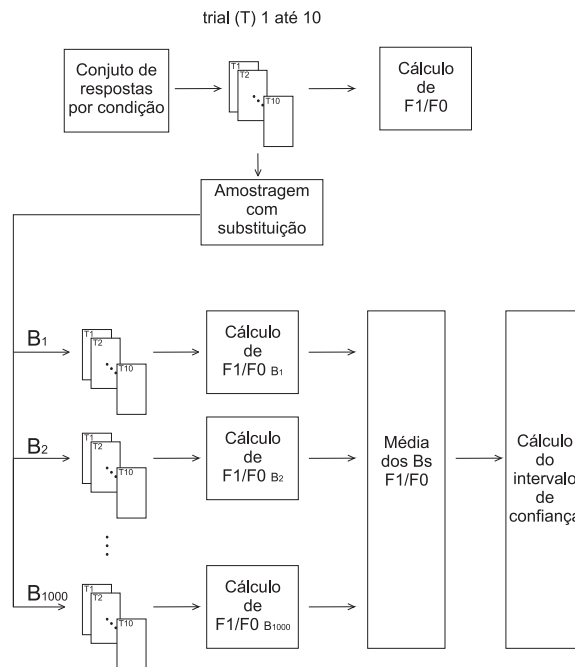 trial (T) 1 até 10
Conjuto de
respostas
por condição
T1
T2
T10
Cálculo
de
F1/F0
Amostragem
com
substituição
B1
T1
T2
T10
Cálculo
de
F1/F0 B1
B2
T1
T2
T10
Cálculo
de
F1/F0 B2
B1000
T1
T2
T10
Cálculo
de
F1/F0 B1000
Média
dos Bs
F1/F0
Cálculo
do
intervalo
de
confiança